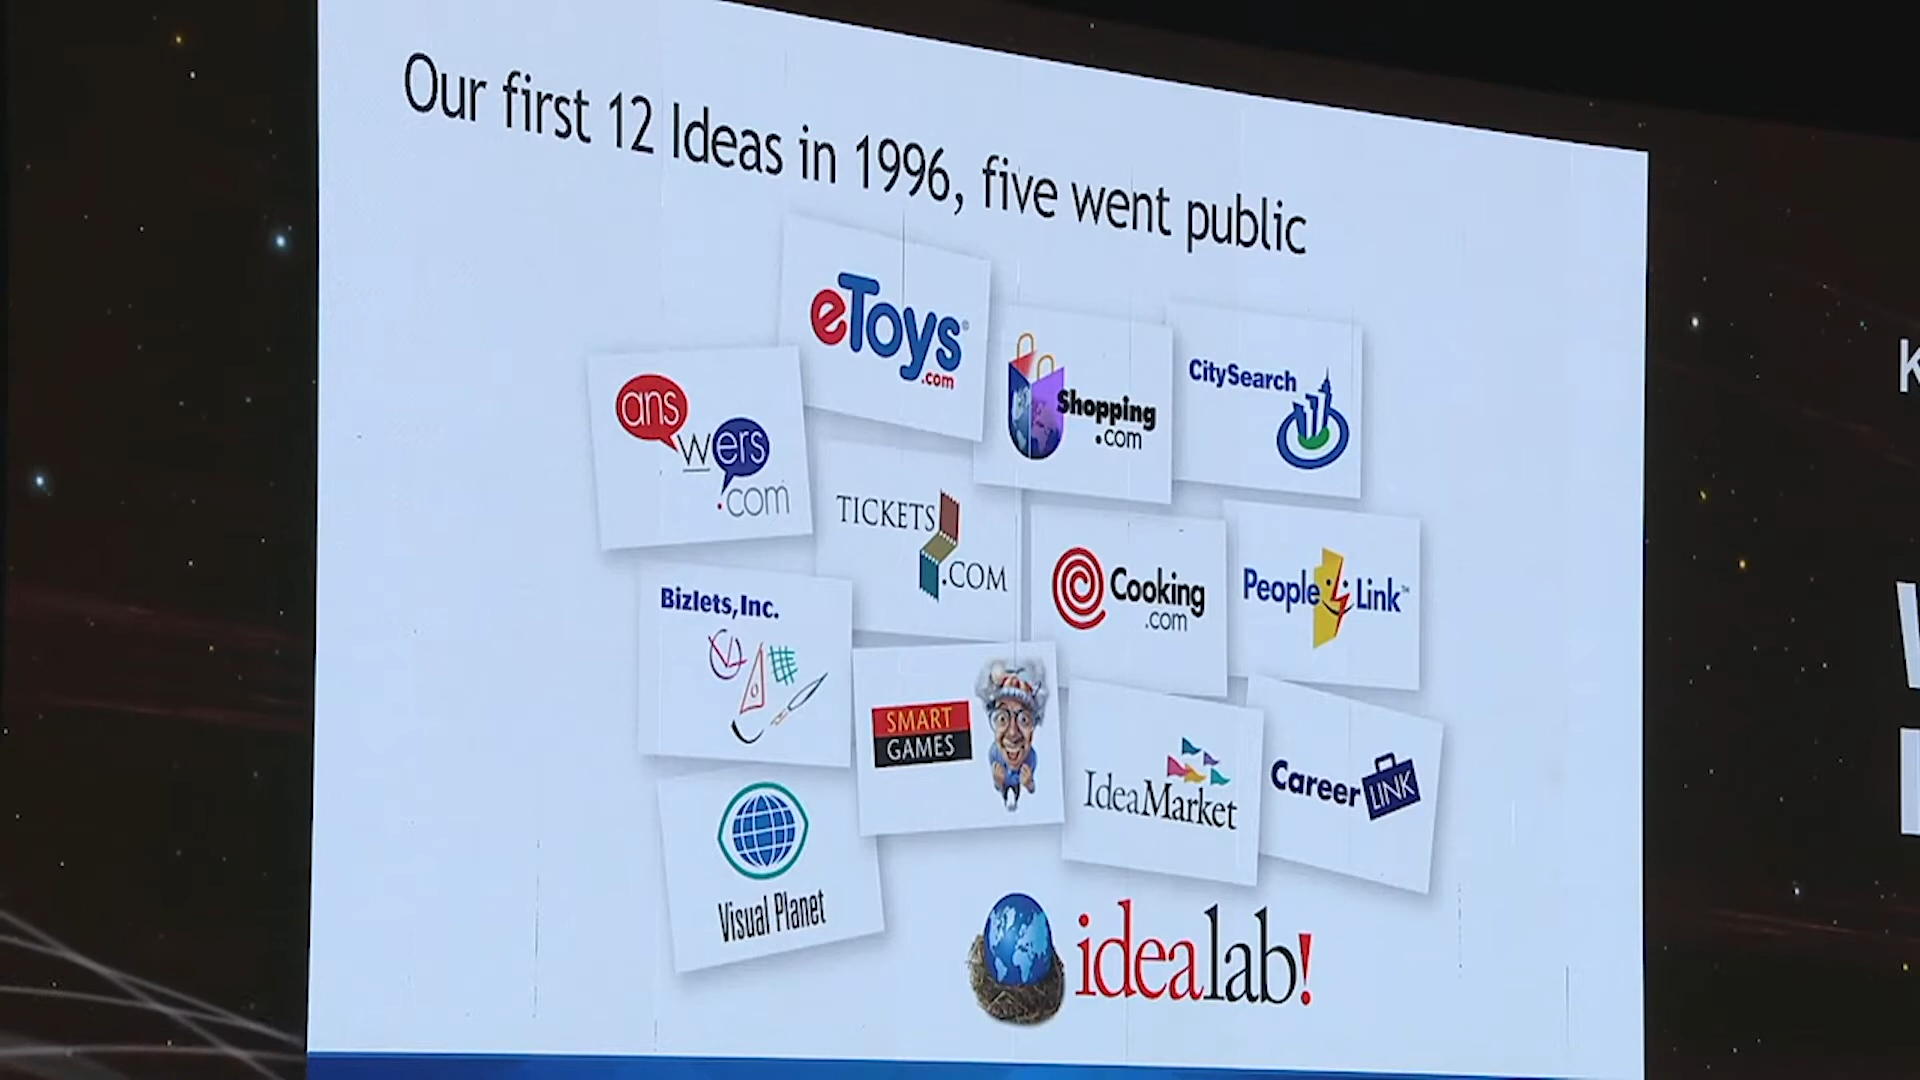 Our first 12 Ideas in 1996, five went public
eToys®
.com
Shopping
.com
CitySearch
ans
wers
.com
TICKETS
.COM
Cooking
.com
People Link™
Bizlets, Inc.
SMART
GAMES
IdeaMarket
Career LINK
Visual Planet
idealab!
K